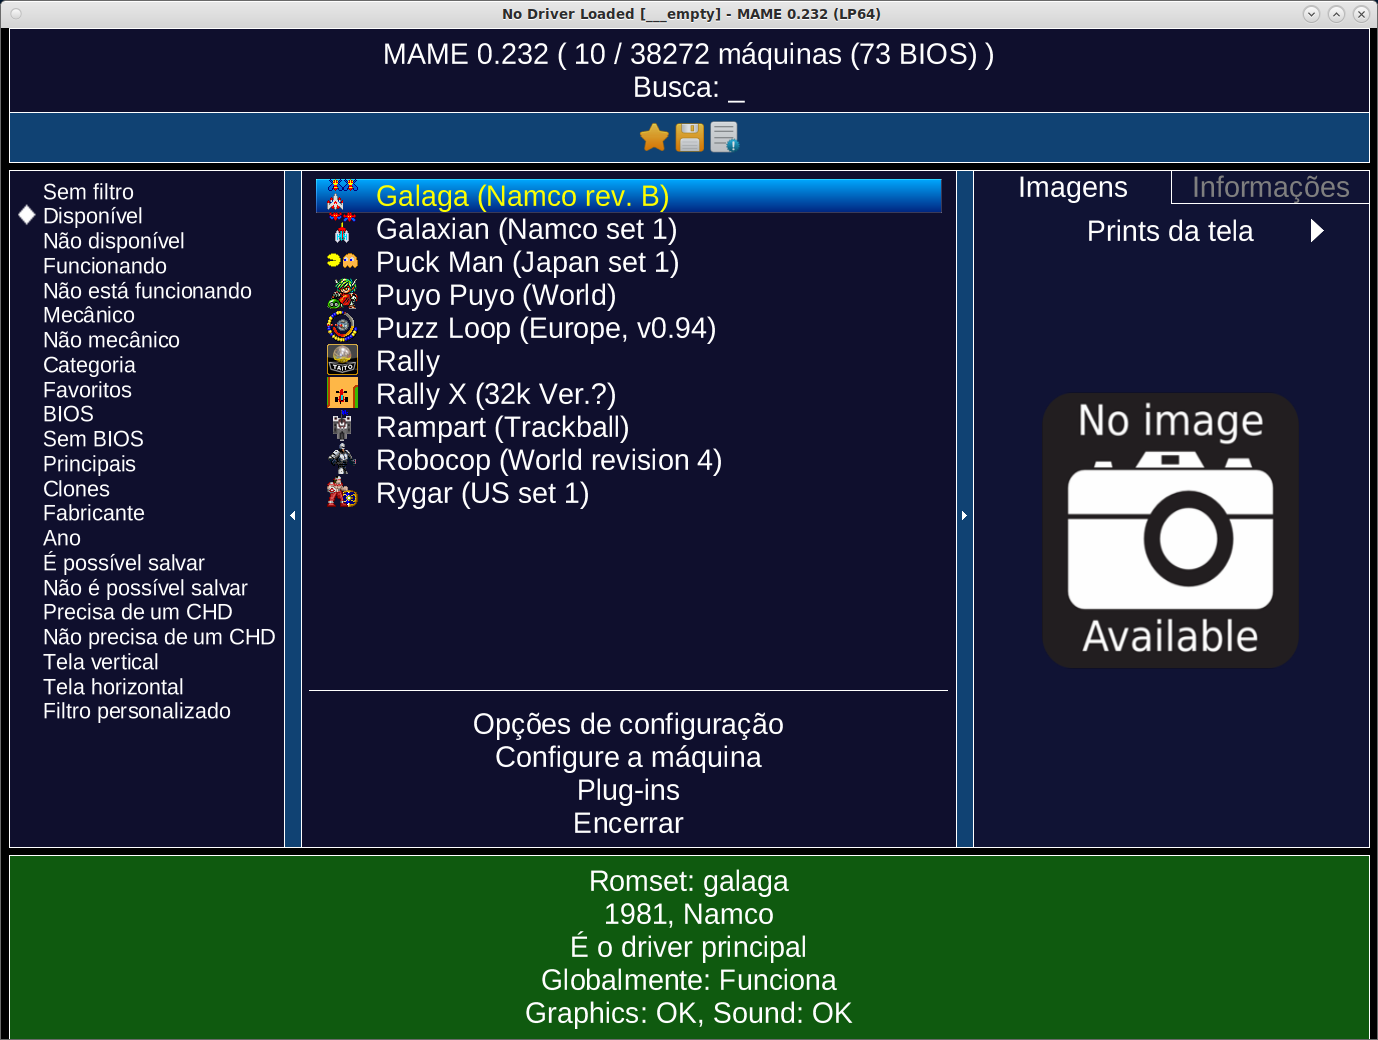 No Driver Loaded [___empty] - MAME 0.232 (LP64)
MAME 0.232 ( 10 / 38272 máquinas (73 BIOS) )
Busca: _
Sem filtro
Disponível
Não disponível
Funcionando
Não está funcionando
Mecânico
Não mecânico
Categoria
Favoritos
BIOS
Sem BIOS
Principais
Clones
Fabricante
Ano
É possível salvar
Não é possível salvar
Precisa de um CHD
Não precisa de um CHD
Tela vertical
Tela horizontal
Filtro personalizado
Galaga (Namco rev. B)
Galaxian (Namco set 1)
Puck Man (Japan set 1)
Puyo Puyo (World)
Puzz Loop (Europe, v0.94)
TAITO
Rally
Rally X (32k Ver.?)
Rampart (Trackball)
Robocop (World revision 4)
Rygar (US set 1)
Opções de configuração
Configure a máquina
Plug-ins
Encerrar
Imagens
Informações
Prints da tela
No image
Available
Romset: galaga
1981, Namco
É o driver principal
Globalmente: Funciona
Graphics: OK, Sound: OK